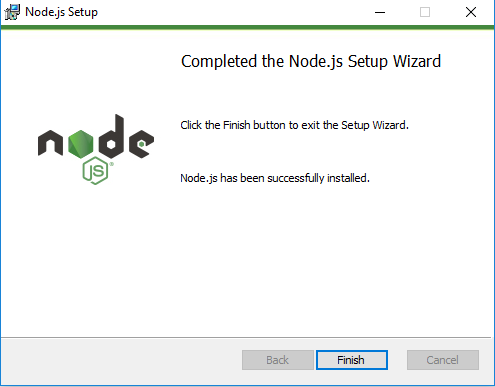 Node.js Setup
Completed the Node.js Setup Wizard
Click the Finish button to exit the Setup Wizard.
node
JS
Node.js has been successfully installed.
Back
Finish
Cancel